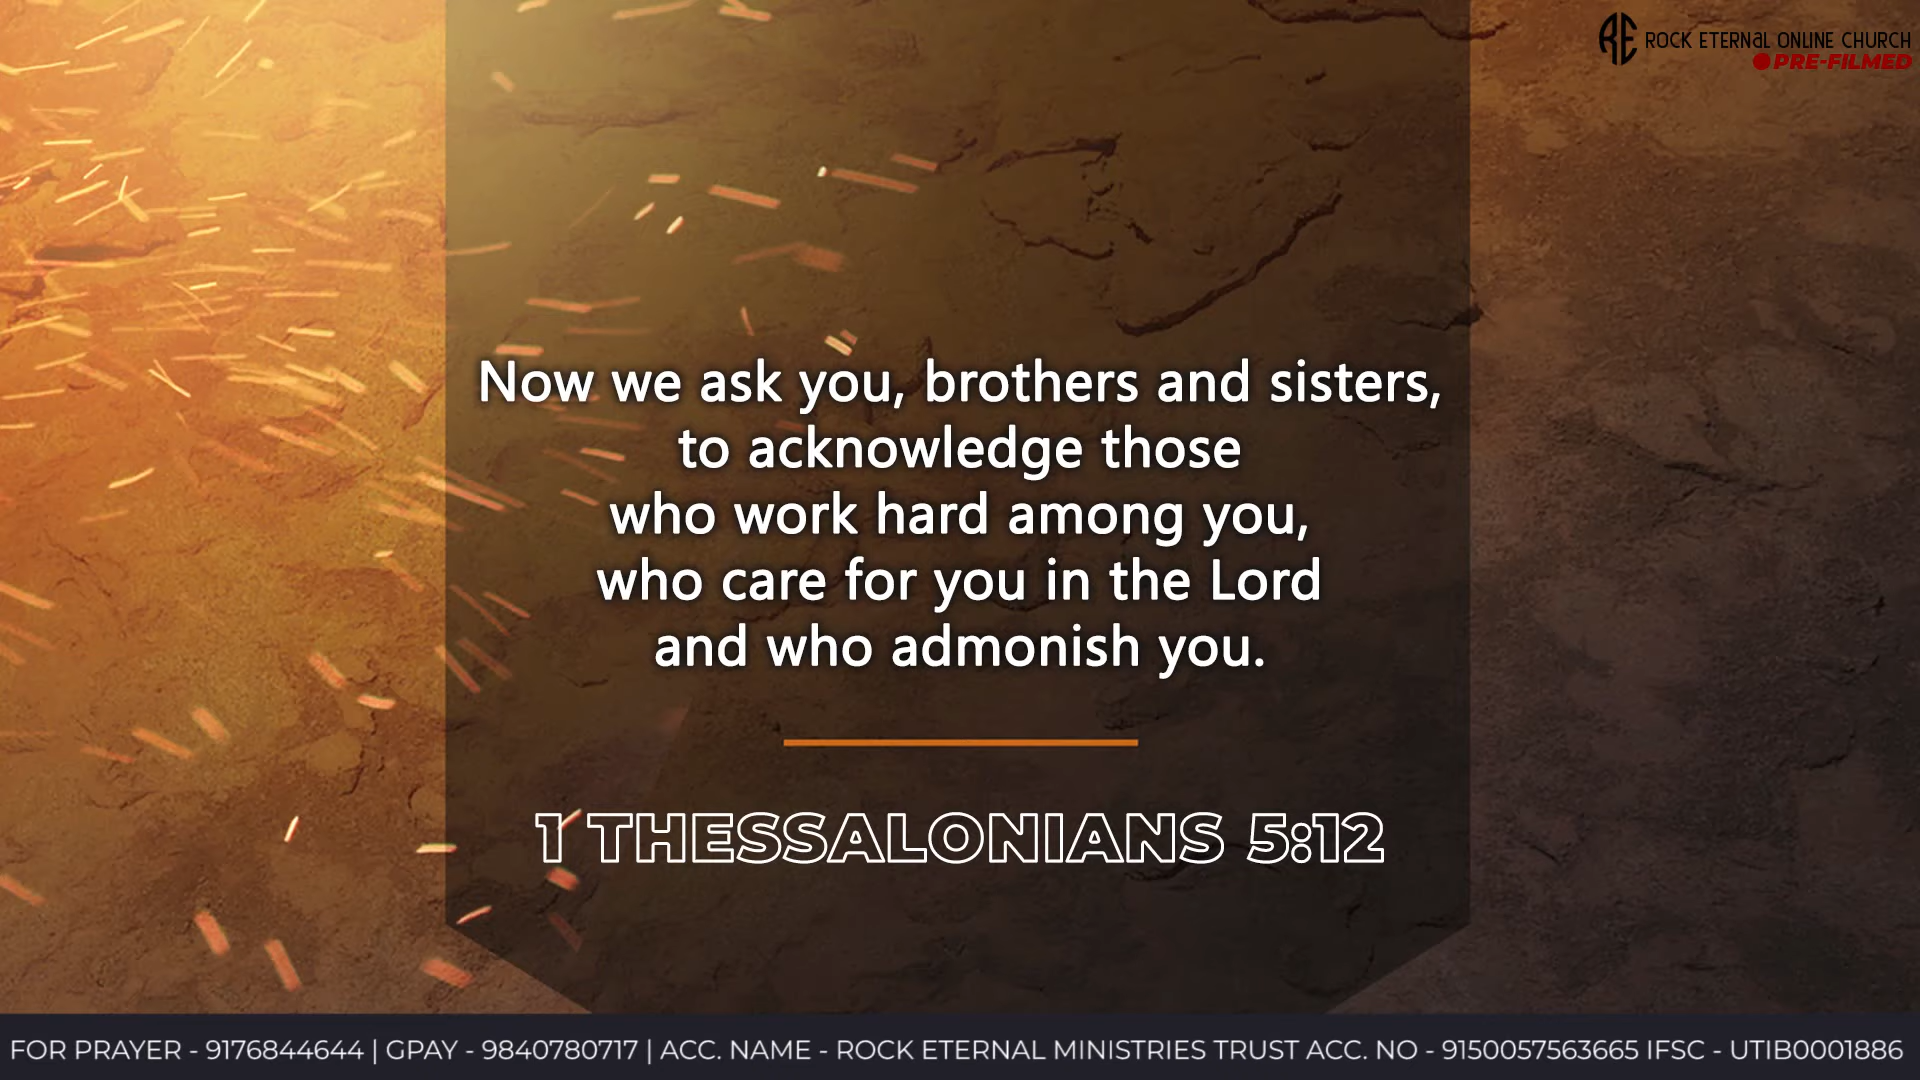 RE ROCK ETERNAL ONLINE CHURCH
PRE-FILMED
Now we ask you, brothers and sisters,
to acknowledge those
who work hard among you,
who care for you in the Lord
and who admonish you.
1 THESSALONIANS 5:12
FOR PRAYER - 9176844644 | GPAY - 9840780717 | ACC. NAME - ROCK ETERNAL MINISTRIES TRUST ACC. NO - 9150057563665 IFSC - UTIB0001886